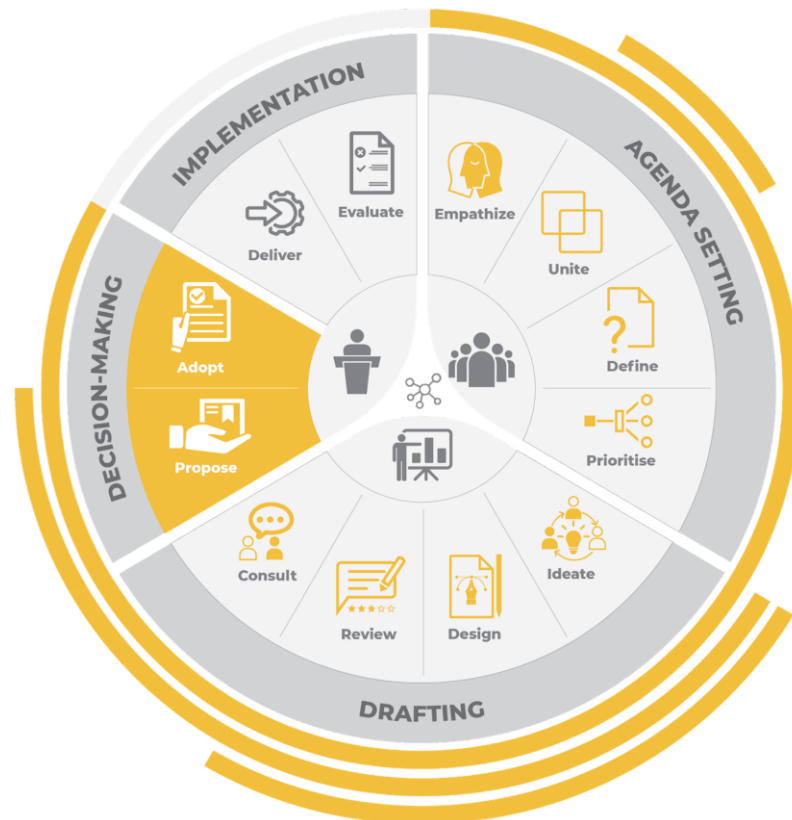 IMPLEMENTATION
AGENDA SETTING
Evaluate
Empathize
Deliver
Unite
DECISION-MAKING
Adopt
Define
Propose
Prioritise
Consult
Ideate
Review
Design
DRAFTING